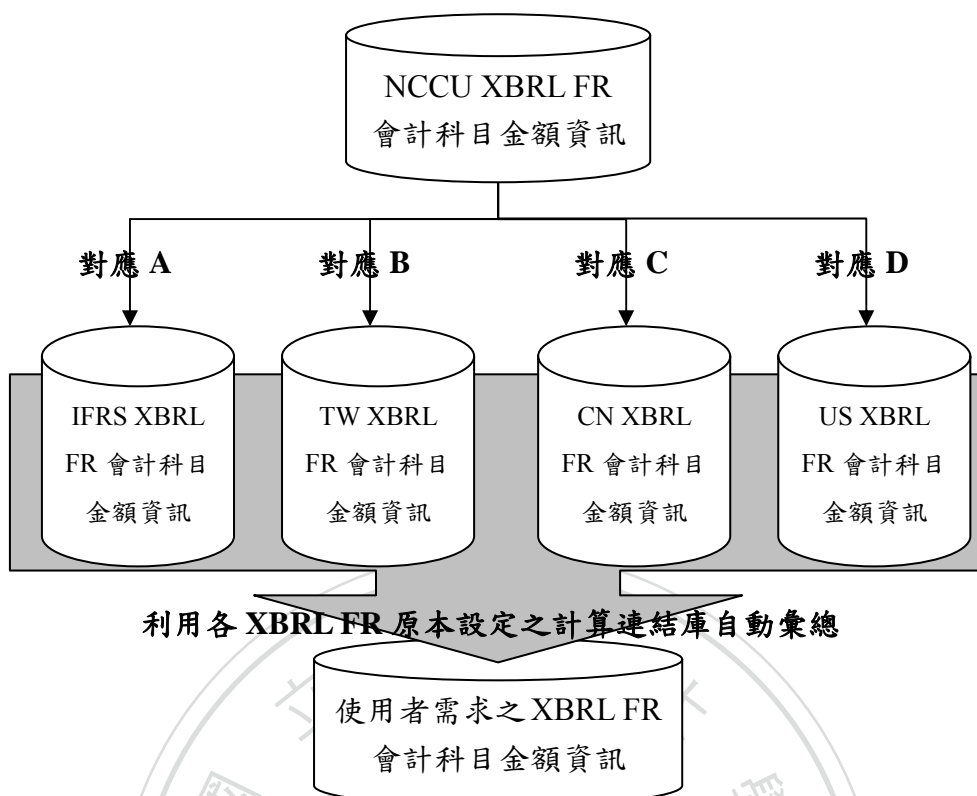 NCCU XBRL FR
會計科目金額資訊
對應 A
對應 B
對應 C
對應 D
IFRS XBRL
FR 會計科目
金額資訊
TW XBRL
FR 會計科目
金額資訊
CN XBRL
FR 會計科目
金額資訊
US XBRL
FR 會計科目
金額資訊
利用各 XBRL FR 原本設定之計算連結庫自動彙總
使用者需求之 XBRL FR
會計科目金額資訊